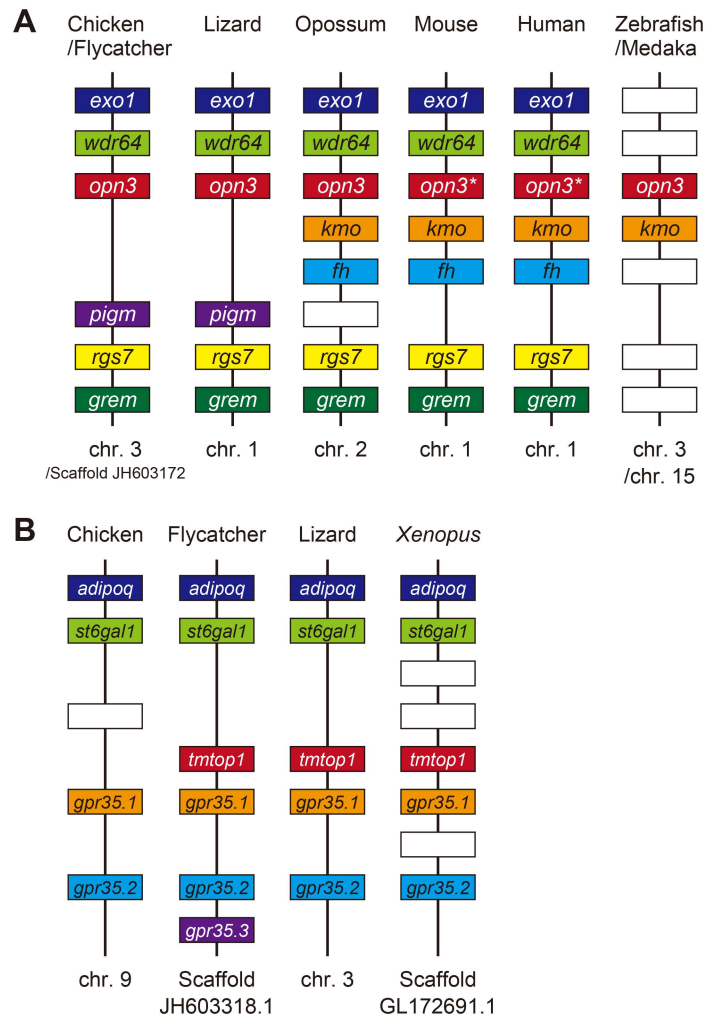 A
Chicken
/Flycatcher
Lizard
Opossum
Mouse
Human
Zebrafish
/Medaka
exo1 exo1 exo1 exo1 exo1
wdr64 wdr64 wdr64 wdr64 wdr64
opn3 opn3 opn3 opn3* opn3* opn3
kmo kmo kmo kmo
fh fh fh
pigm pigm
rgs7 rgs7 rgs7 rgs7 rgs7
grem grem grem grem grem
chr. 3
/Scaffold JH603172
chr. 1
chr. 2
chr. 1
chr. 1
chr. 3
/chr. 15
B
Chicken
Flycatcher
Lizard
Xenopus
adipoq adipoq adipoq adipoq
st6gal1 st6gal1 st6gal1 st6gal1
tmtop1 tmtop1 tmtop1
gpr35.1 gpr35.1 gpr35.1 gpr35.1
gpr35.2 gpr35.2 gpr35.2 gpr35.2
gpr35.3
chr. 9
Scaffold
JH603318.1
chr. 3
Scaffold
GL172691.1